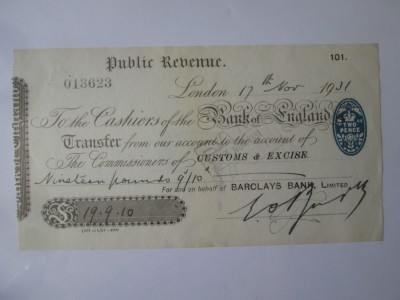 Public Revenue.
101.
013623
London 17th Nov 1931
TWO PENCE
To the Cashiers of the Bank of England
Transfer from our account to the account of
The Commissioners of CUSTOMS & EXCISE.
Nineteen pounds 9/10
For and on behalf of BARCLAYS BANK, LIMITED
£ 19.9.10